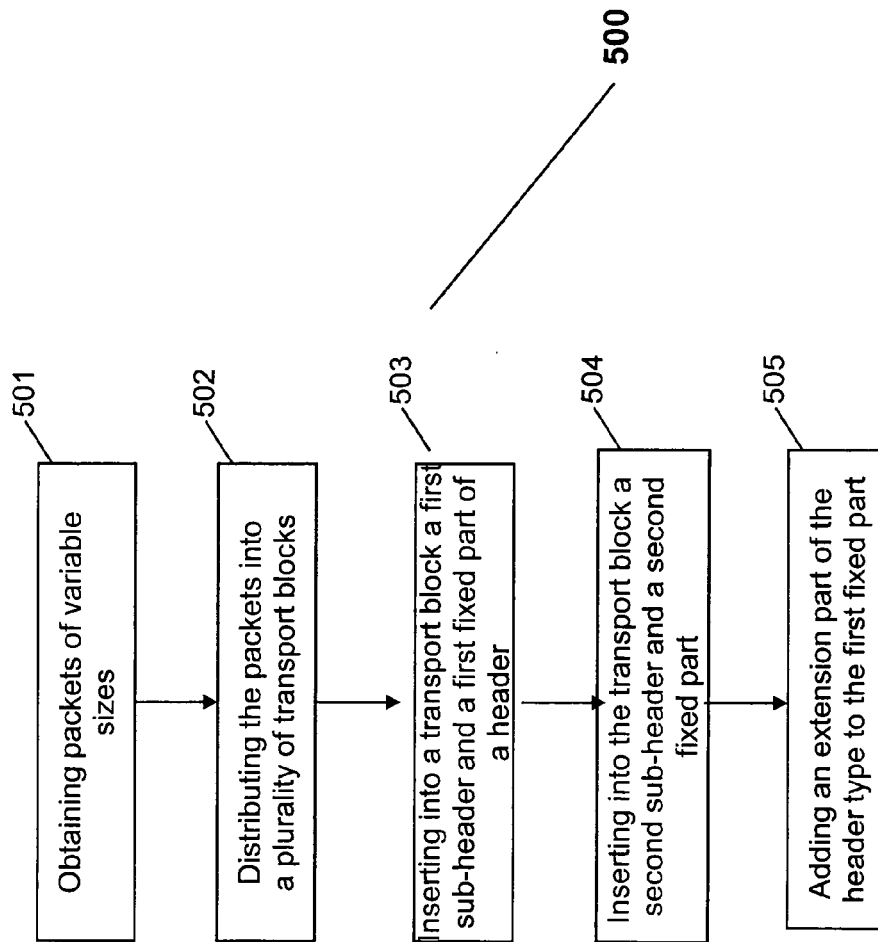 501
Obtaining packets of variable
sizes
502
Distributing the packets into
a plurality of transport blocks
503
Inserting into a transport block a first
sub-header and a first fixed part of
a header
504
Inserting into the transport block a
second sub-header and a second
fixed part
505
Adding an extension part of the
header type to the first fixed part
500